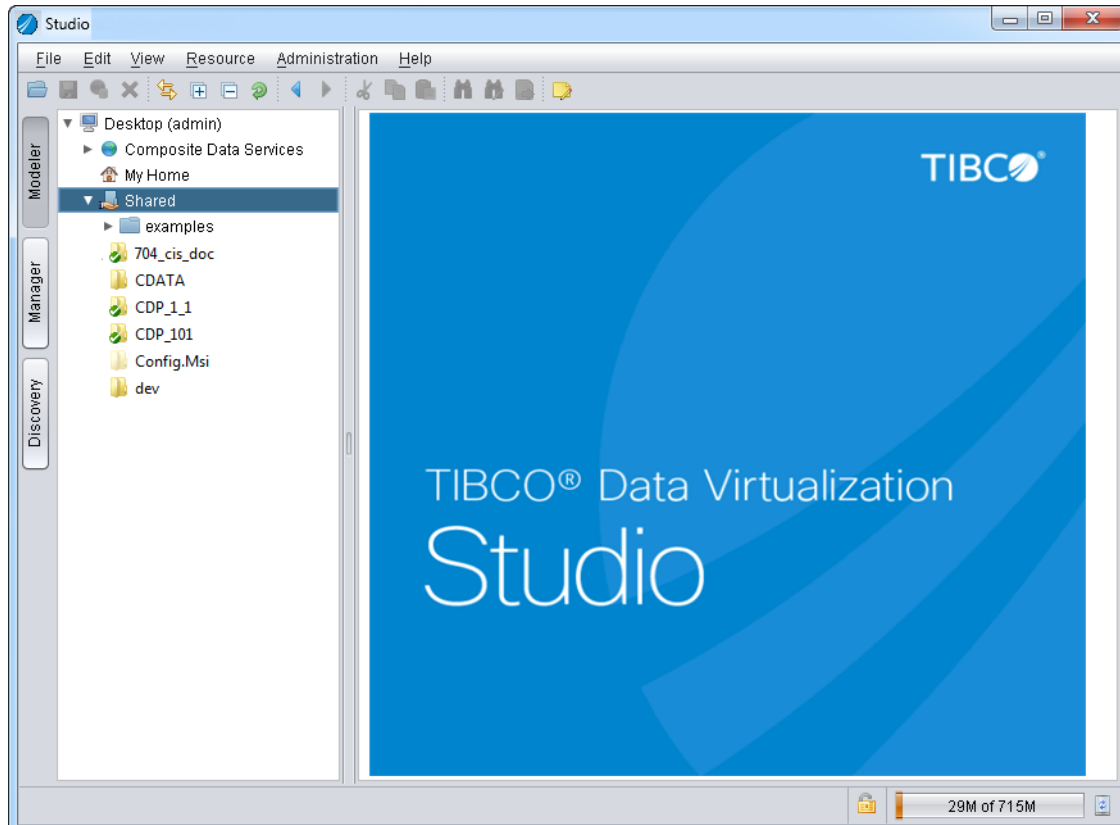 Studio
File Edit View Resource Administration Help
Modeler
Manager
Discovery
Desktop (admin)
Composite Data Services
My Home
Shared
examples
704_cis_doc
CDATA
CDP_1_1
CDP_101
Config.Msi
dev
TIBCO®
TIBCO® Data Virtualization
Studio
29M of 715M